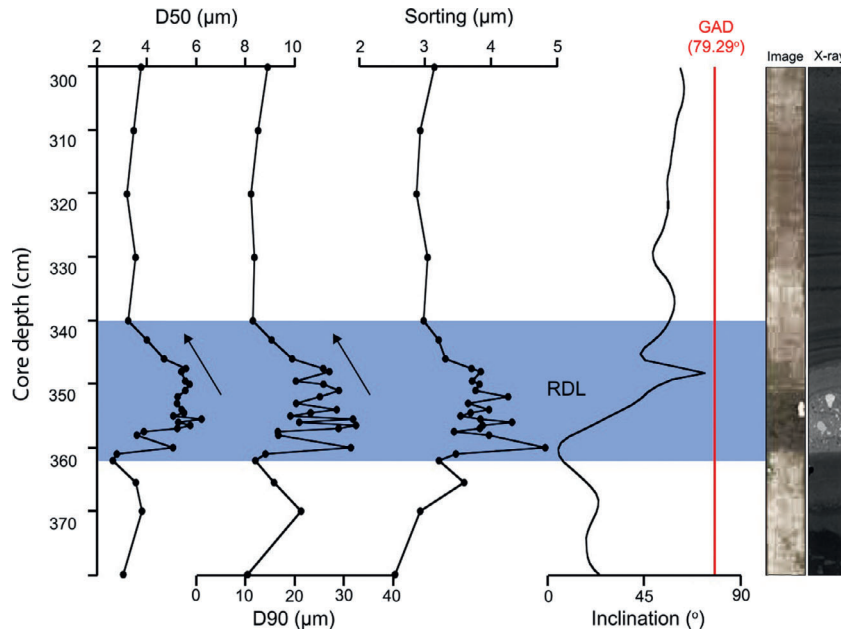 D50 (µm)
Sorting (µm)
2 4 6 8 10
2 3 4 5
GAD
(79.29°)
Image X-ray
300
310
320
330
340
350
360
370
Core depth (cm)
RDL
0 10 20 30 40
D90 (µm)
0 45 90
Inclination (°)